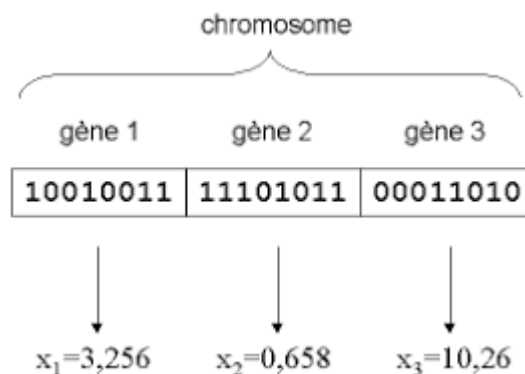 chromosome
gène 1 gène 2 gène 3
10010011 11101011 00011010
x1=3,256 x2=0,658 x3=10,26